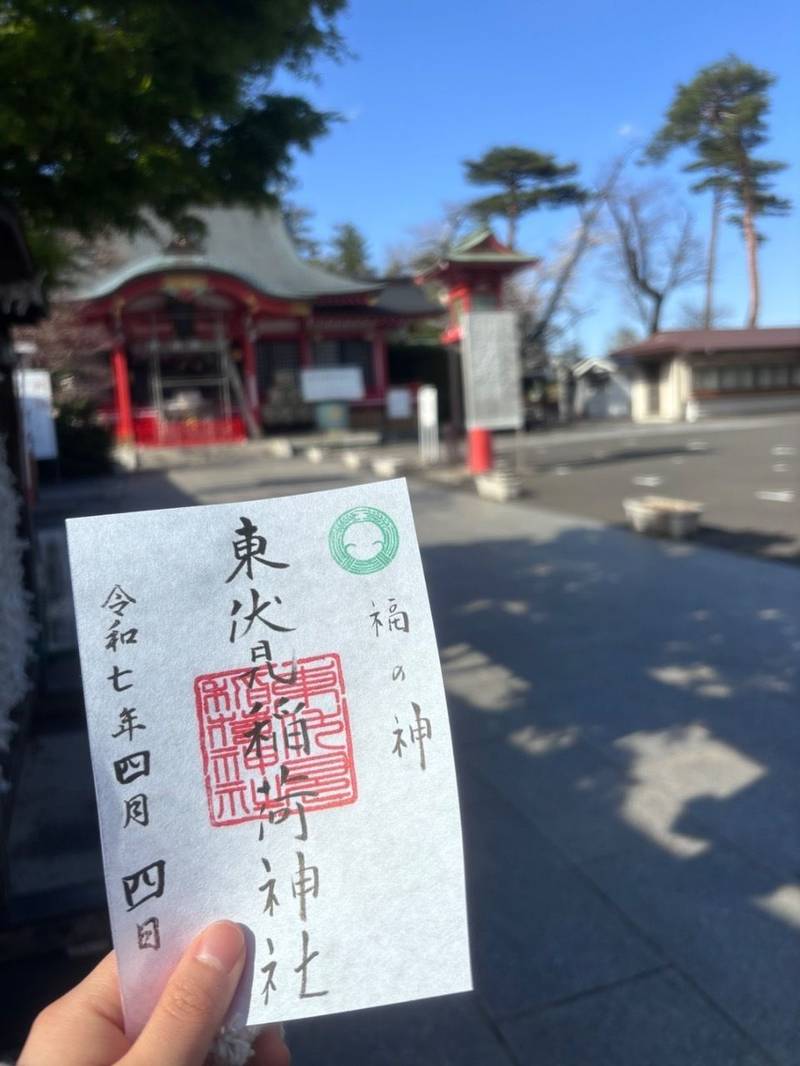 福の神
東伏見稲荷神社
令和七年四月四日